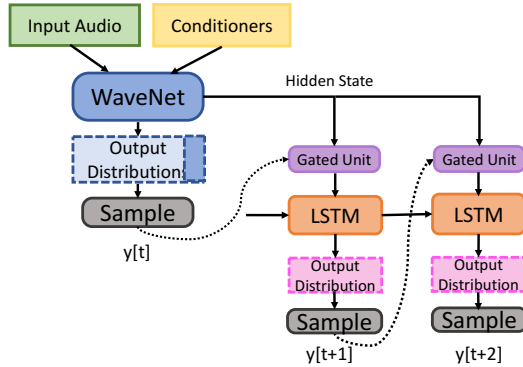 Input Audio
Conditioners
WaveNet
Hidden State
Output
Distribution
Gated Unit
Gated Unit
Sample
LSTM
LSTM
y[t]
Output
Distribution
Output
Distribution
Sample
Sample
y[t+1]
y[t+2]